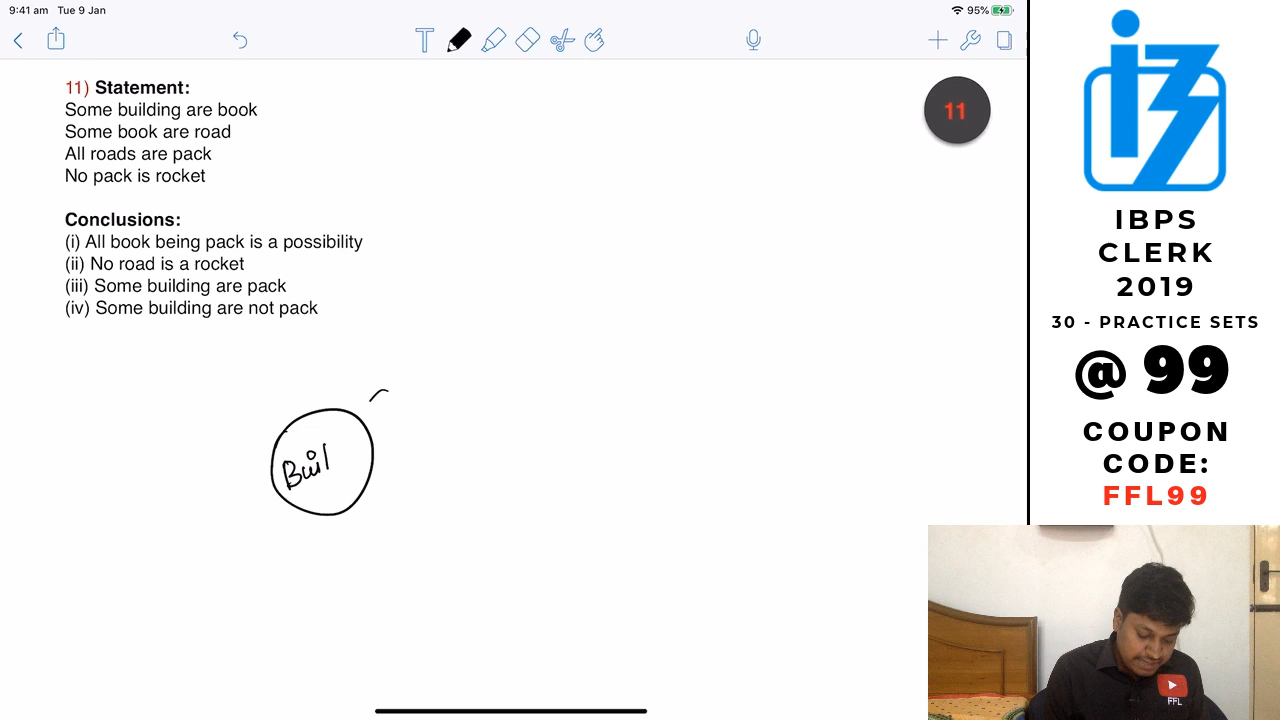 9:41 am Tue 9 Jan
95%
T
11) Statement:
Some building are book
Some book are road
All roads are pack
No pack is rocket
Conclusions:
(i) All book being pack is a possibility
(ii) No road is a rocket
(iii) Some building are pack
(iv) Some building are not pack
Buil
11
IBPS
CLERK
2019
30 - PRACTICE SETS
@ 99
COUPON
CODE:
FFL99
FFL